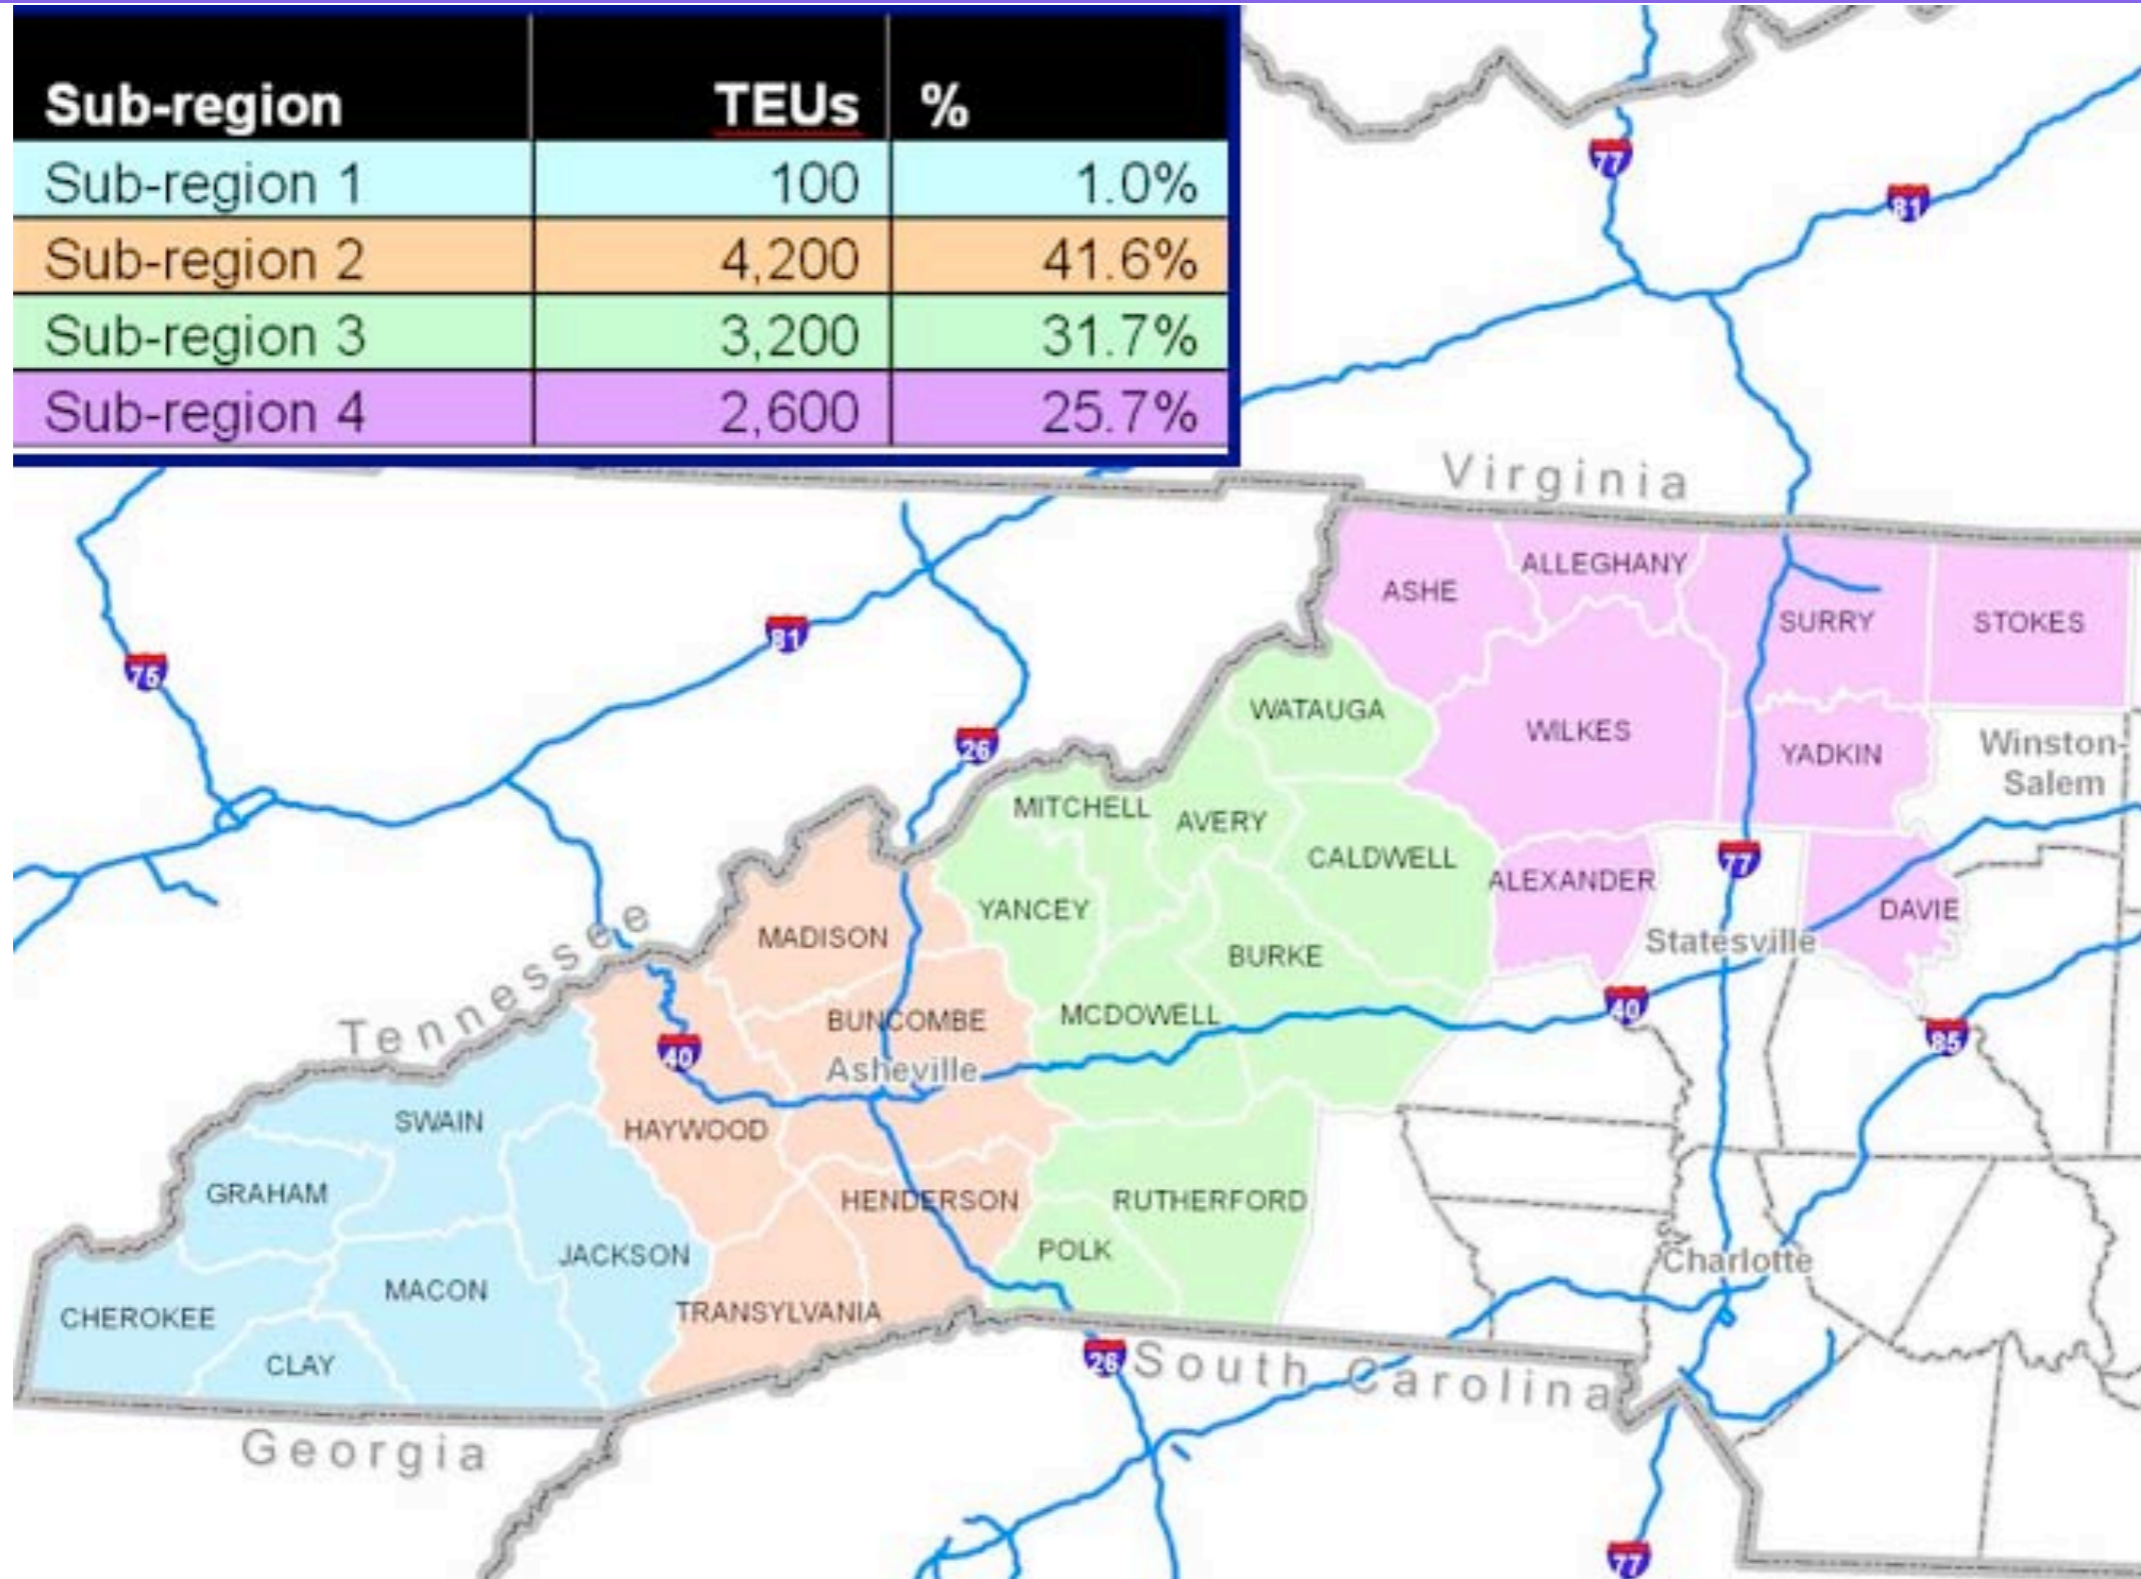 Sub-region TEUs %
Sub-region 1 100 1.0%
Sub-region 2 4,200 41.6%
Sub-region 3 3,200 31.7%
Sub-region 4 2,600 25.7%
77
81
Virginia
ALLEGHANY
ASHE
SURRY
STOKES
81
75
WATAUGA
WILKES
26
YADKIN
Winston-
Salem
MITCHELL
AVERY
CALDWELL
77
ALEXANDER
YANCEY
DAVIE
MADISON
Statesville
BURKE
Tennessee
40
MCDOWELL
BUNCOMBE
85
40
Asheville
SWAIN
HAYWOOD
GRAHAM
HENDERSON
RUTHERFORD
JACKSON
POLK
Charlotte
MACON
TRANSYLVANIA
CHEROKEE
CLAY
26
South Carolina
Georgia
77